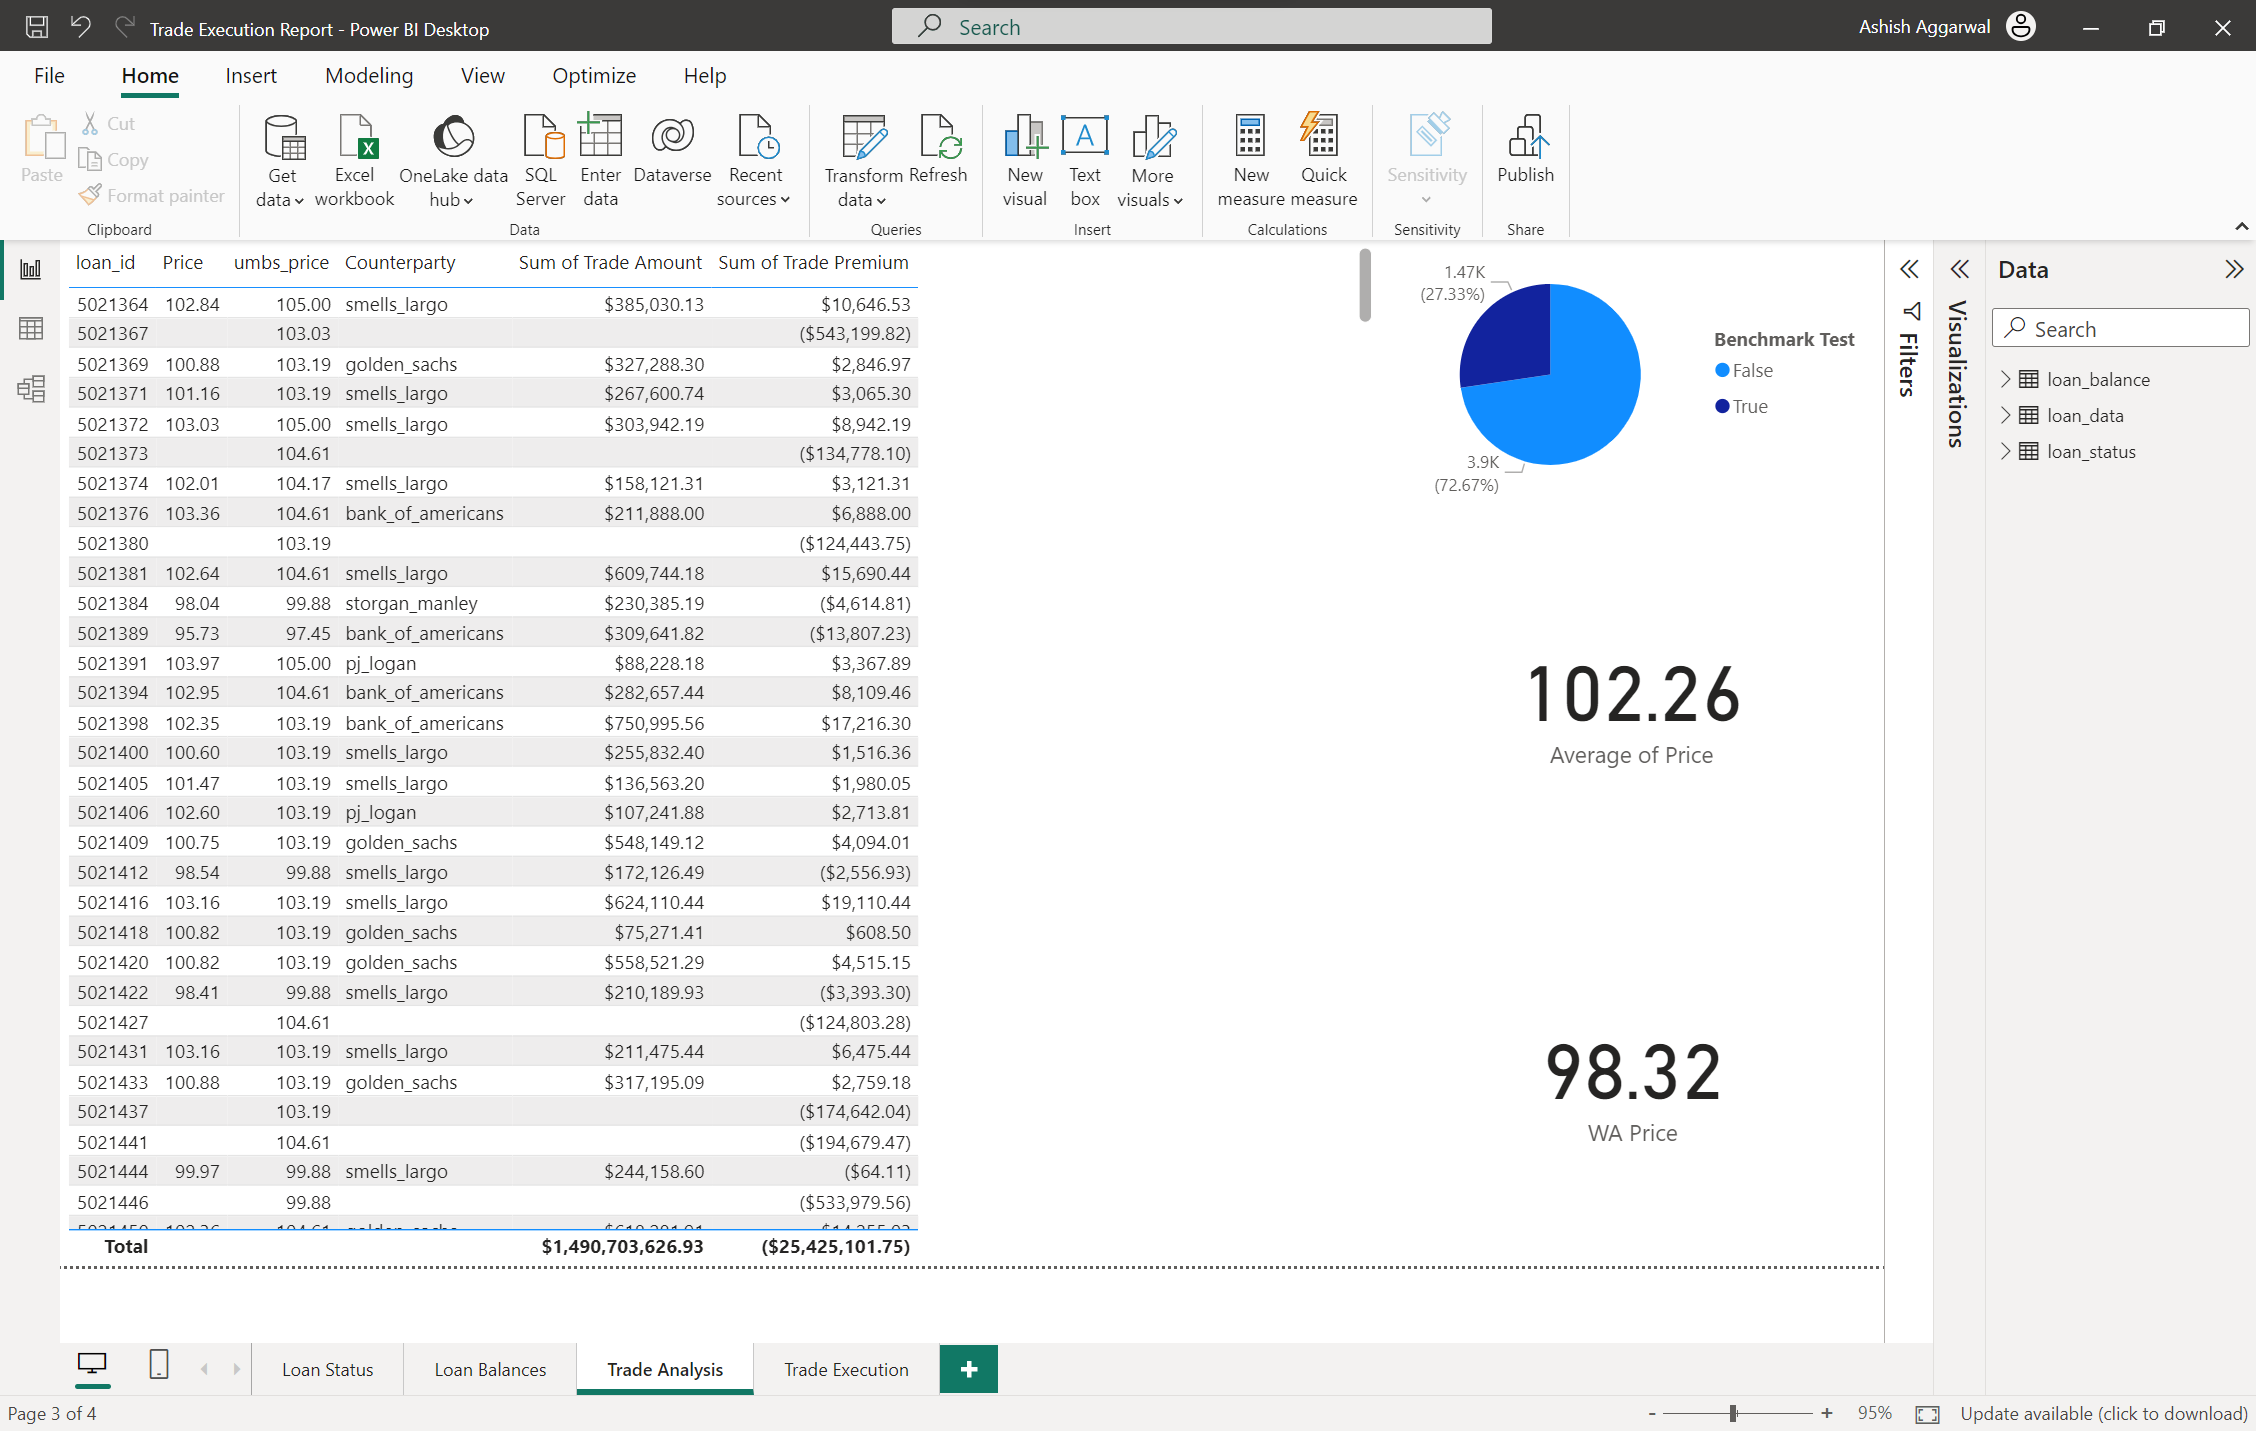 Trade Execution Report - Power BI Desktop
Search
Ashish Aggarwal
File Home Insert Modeling View Optimize Help
Paste
Cut
Copy
Format painter
Clipboard
Get data
Excel workbook
OneLake data hub
SQL Server
Enter data
Dataverse
Recent sources
Data
Transform data
Refresh
Queries
New visual
Text box
More visuals
Insert
New measure
Quick measure
Calculations
Sensitivity
Sensitivity
Publish
Share
loan_id Price umbs_price Counterparty Sum of Trade Amount Sum of Trade Premium
5021364 102.84 105.00 smells_largo $385,030.13 $10,646.53
5021367 103.03 ($543,199.82)
5021369 100.88 103.19 golden_sachs $327,288.30 $2,846.97
5021371 101.16 103.19 smells_largo $267,600.74 $3,065.30
5021372 103.03 105.00 smells_largo $303,942.19 $8,942.19
5021373 104.61 ($134,778.10)
5021374 102.01 104.17 smells_largo $158,121.31 $3,121.31
5021376 103.36 104.61 bank_of_americans $211,888.00 $6,888.00
5021380 103.19 ($124,443.75)
5021381 102.64 104.61 smells_largo $609,744.18 $15,690.44
5021384 98.04 99.88 storgan_manley $230,385.19 ($4,614.81)
5021389 95.73 97.45 bank_of_americans $309,641.82 ($13,807.23)
5021391 103.97 105.00 pj_logan $88,228.18 $3,367.89
5021394 102.95 104.61 bank_of_americans $282,657.44 $8,109.46
5021398 102.35 103.19 bank_of_americans $750,995.56 $17,216.30
5021400 100.60 103.19 smells_largo $255,832.40 $1,516.36
5021405 101.47 103.19 smells_largo $136,563.20 $1,980.05
5021406 102.60 103.19 pj_logan $107,241.88 $2,713.81
5021409 100.75 103.19 golden_sachs $548,149.12 $4,094.01
5021412 98.54 99.88 smells_largo $172,126.49 ($2,556.93)
5021416 103.16 103.19 smells_largo $624,110.44 $19,110.44
5021418 100.82 103.19 golden_sachs $75,271.41 $608.50
5021420 100.82 103.19 golden_sachs $558,521.29 $4,515.15
5021422 98.41 99.88 smells_largo $210,189.93 ($3,393.30)
5021427 104.61 ($124,803.28)
5021431 103.16 103.19 smells_largo $211,475.44 $6,475.44
5021433 100.88 103.19 golden_sachs $317,195.09 $2,759.18
5021437 103.19 ($174,642.04)
5021441 104.61 ($194,679.47)
5021444 99.97 99.88 smells_largo $244,158.60 ($64.11)
5021446 99.88 ($533,979.56)
Total $1,490,703,626.93 ($25,425,101.75)
1.47K
(27.33%)
3.9K
(72.67%)
Benchmark Test
False
True
102.26
Average of Price
98.32
WA Price
Filters
Visualizations
Data
Search
loan_balance
loan_data
loan_status
Loan Status
Loan Balances
Trade Analysis
Trade Execution
+
Page 3 of 4
- + 95%
Update available (click to download)